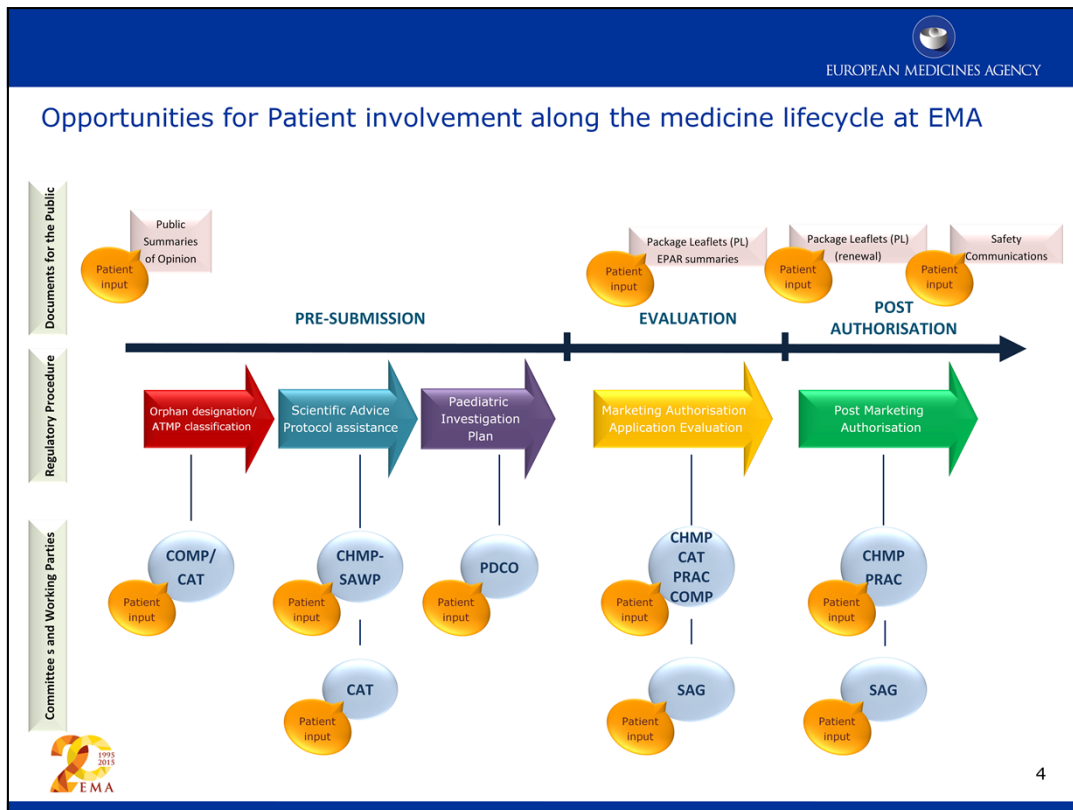 EUROPEAN MEDICINES AGENCY
Opportunities for Patient involvement along the medicine lifecycle at EMA
Documents for the Public
Public
Summaries
of Opinion
Patient
input
Package Leaflets (PL)
EPAR summaries
Patient
input
Package Leaflets (PL)
(renewal)
Patient
input
Safety
Communications
Patient
input
PRE-SUBMISSION
EVALUATION
POST
AUTHORISATION
Regulatory Procedure
Orphan designation/
ATMP classification
Scientific Advice
Protocol assistance
Paediatric
Investigation
Plan
Marketing Authorisation
Application Evaluation
Post Marketing
Authorisation
Committee s and Working Parties
COMP/
CAT
Patient
input
CHMP-
SAWP
Patient
input
PDCO
Patient
input
CHMP
CAT
PRAC
COMP
Patient
input
CHMP
PRAC
Patient
input
CAT
Patient
input
SAG
Patient
input
SAG
Patient
input
20
1995
2015
EMA
4